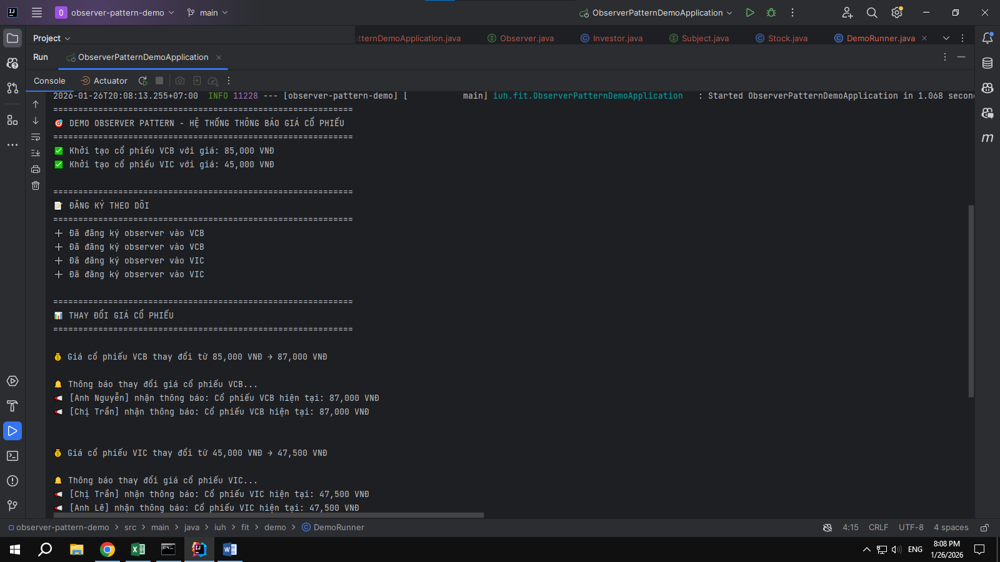 observer-pattern-demo
main
ObserverPatternDemoApplication
Project
tternDemoApplication.java
Observer.java
Investor.java
Subject.java
Stock.java
DemoRunner.java
Run
ObserverPatternDemoApplication
Console
Actuator
2026-01-26T20:08:13.255+07:00  INFO 11228 --- [observer-pattern-demo] [           main] iuh.fit.ObserverPatternDemoApplication   : Started ObserverPatternDemoApplication in 1.068 secon
============================================================
🎯 DEMO OBSERVER PATTERN - HỆ THỐNG THÔNG BÁO GIÁ CỔ PHIẾU
============================================================
✅ Khởi tạo cổ phiếu VCB với giá: 85,000 VNĐ
✅ Khởi tạo cổ phiếu VIC với giá: 45,000 VNĐ
============================================================
📝 ĐĂNG KÝ THEO DÕI
============================================================
➕ Đã đăng ký observer vào VCB
➕ Đã đăng ký observer vào VCB
➕ Đã đăng ký observer vào VIC
➕ Đã đăng ký observer vào VIC
============================================================
📊 THAY ĐỔI GIÁ CỔ PHIẾU
============================================================
💰 Giá cổ phiếu VCB thay đổi từ 85,000 VNĐ → 87,000 VNĐ
🔔 Thông báo thay đổi giá cổ phiếu VCB...
📢 [Anh Nguyễn] nhận thông báo: Cổ phiếu VCB hiện tại: 87,000 VNĐ
📢 [Chị Trần] nhận thông báo: Cổ phiếu VCB hiện tại: 87,000 VNĐ
💰 Giá cổ phiếu VIC thay đổi từ 45,000 VNĐ → 47,500 VNĐ
🔔 Thông báo thay đổi giá cổ phiếu VIC...
📢 [Chị Trần] nhận thông báo: Cổ phiếu VIC hiện tại: 47,500 VNĐ
📢 [Anh Lê] nhận thông báo: Cổ phiếu VIC hiện tại: 47,500 VNĐ
observer-pattern-demo > src > main > java > iuh > fit > demo > DemoRunner
4:15 CRLF UTF-8 4 spaces
ENG
8:08 PM
1/26/2026